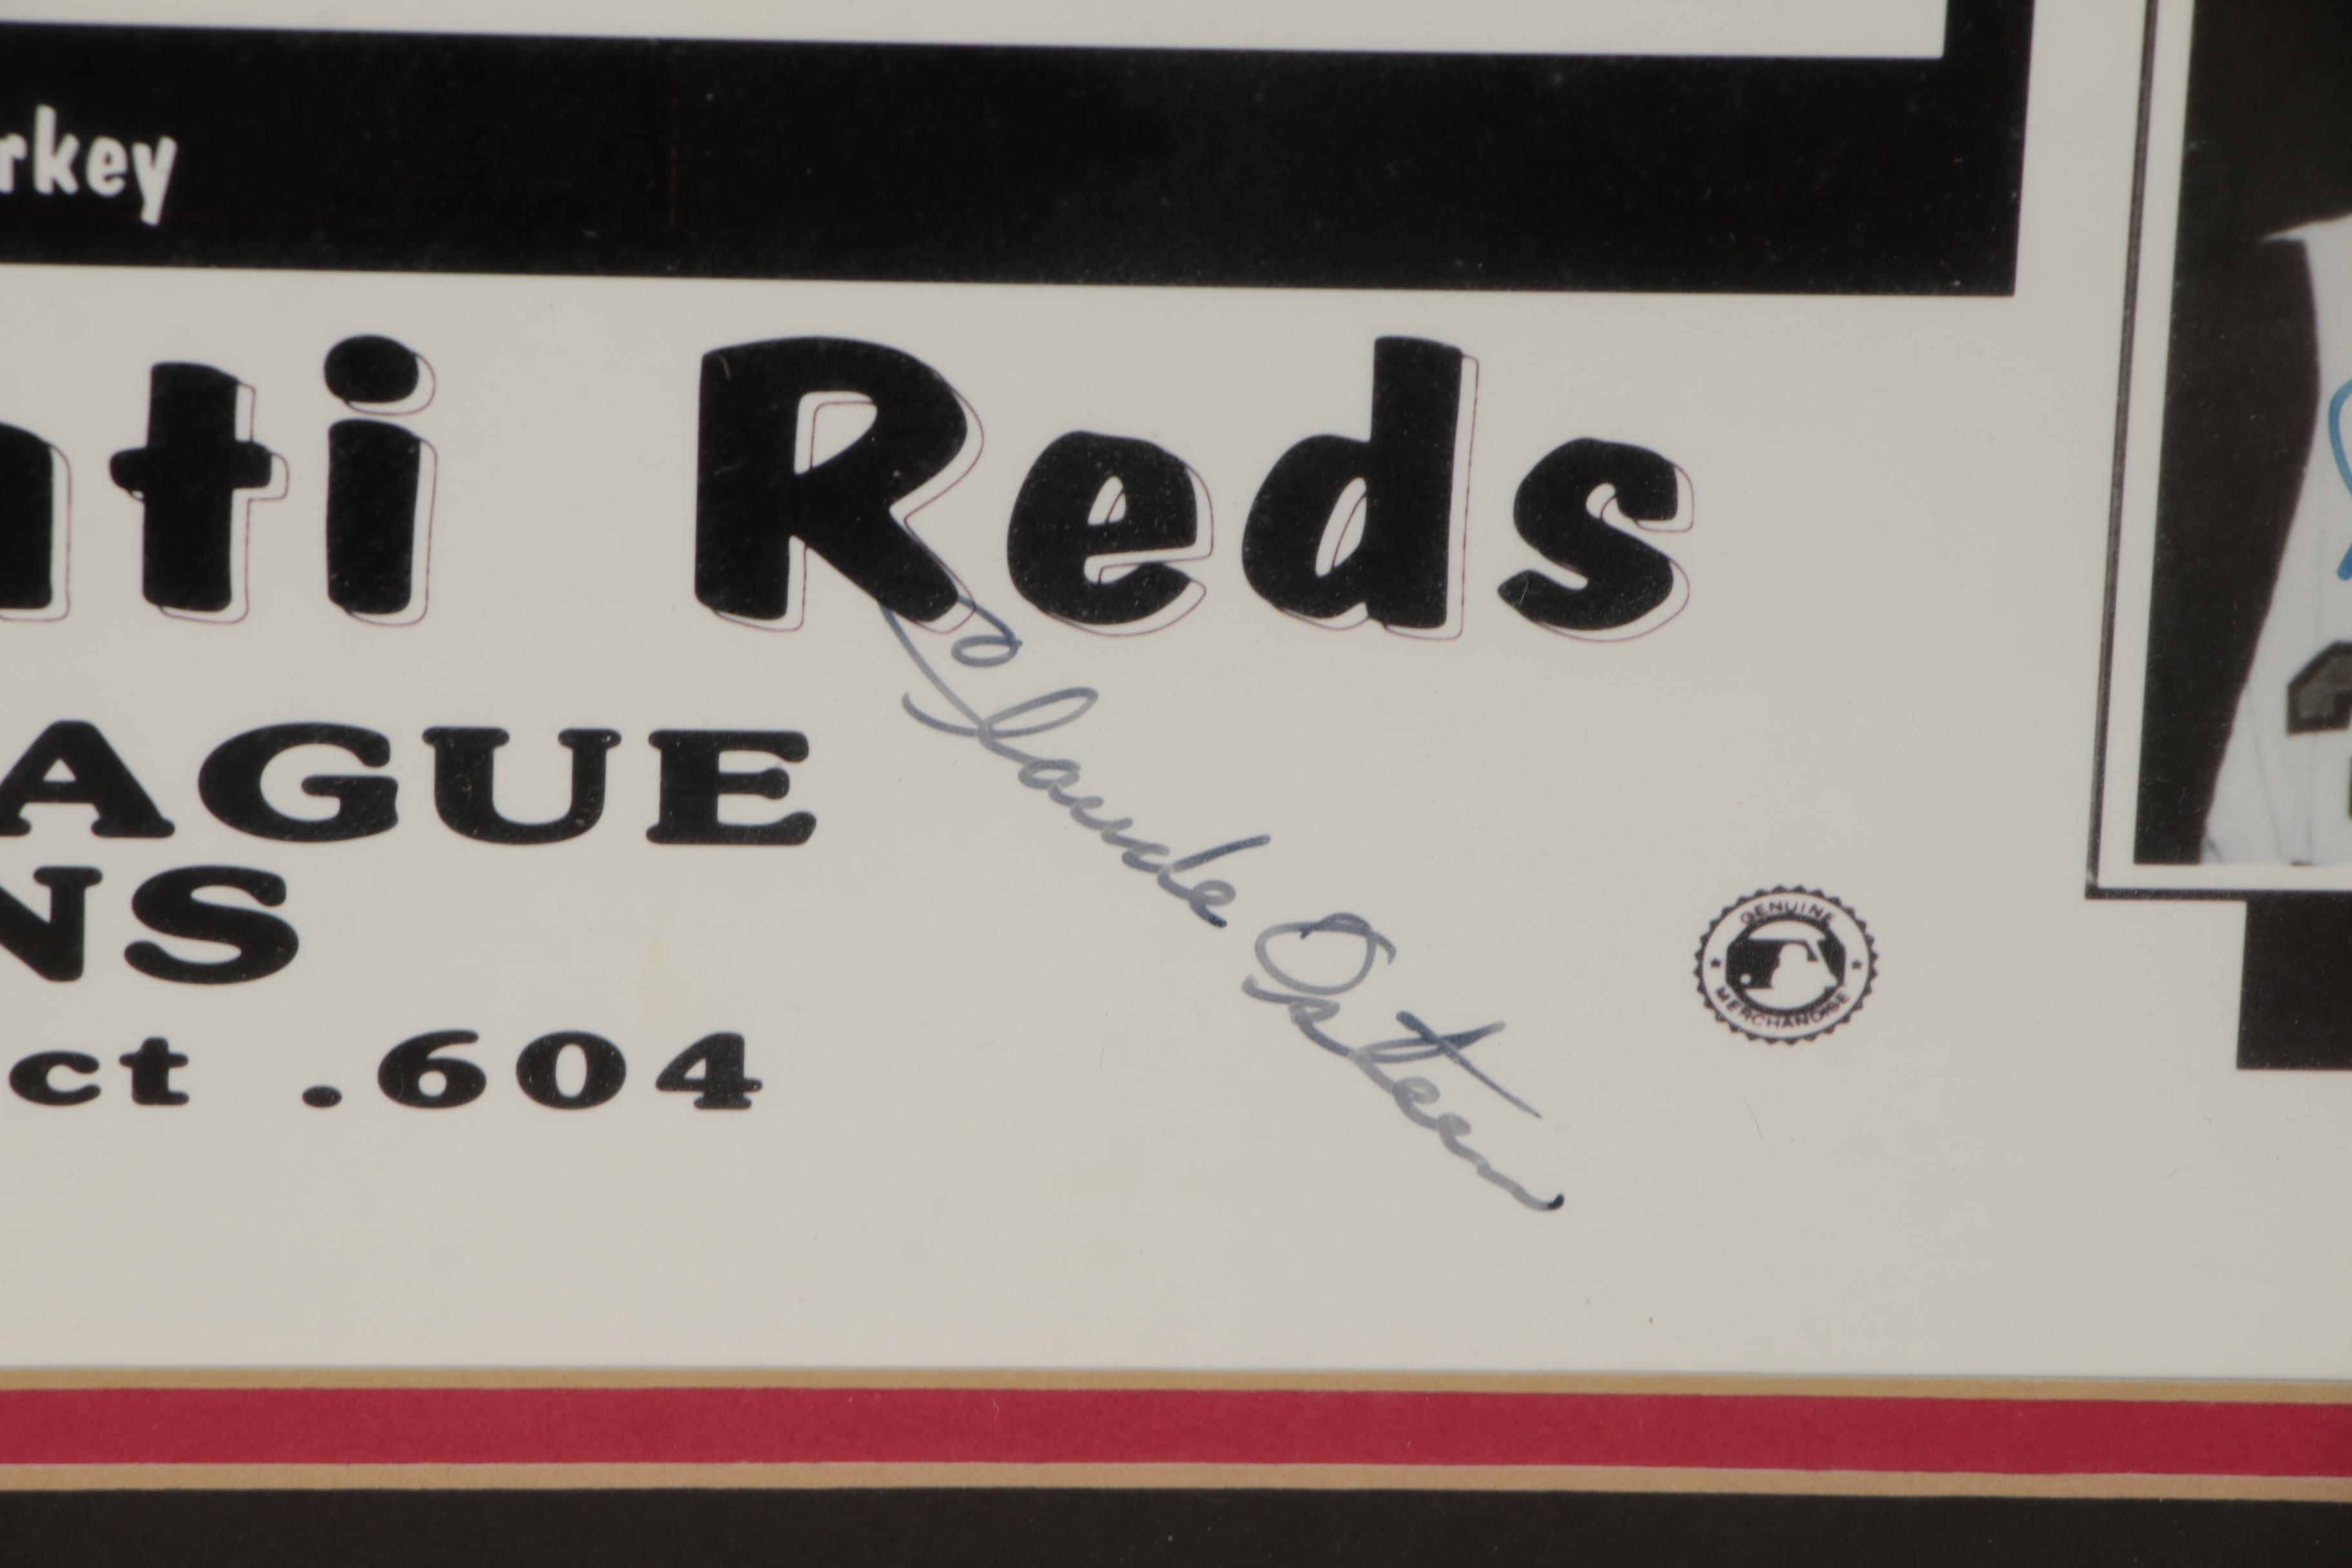 rkey
nti Reds
AGUE
NS
ct .604
Claude Osteen
GENUINE
MERCHANDISE